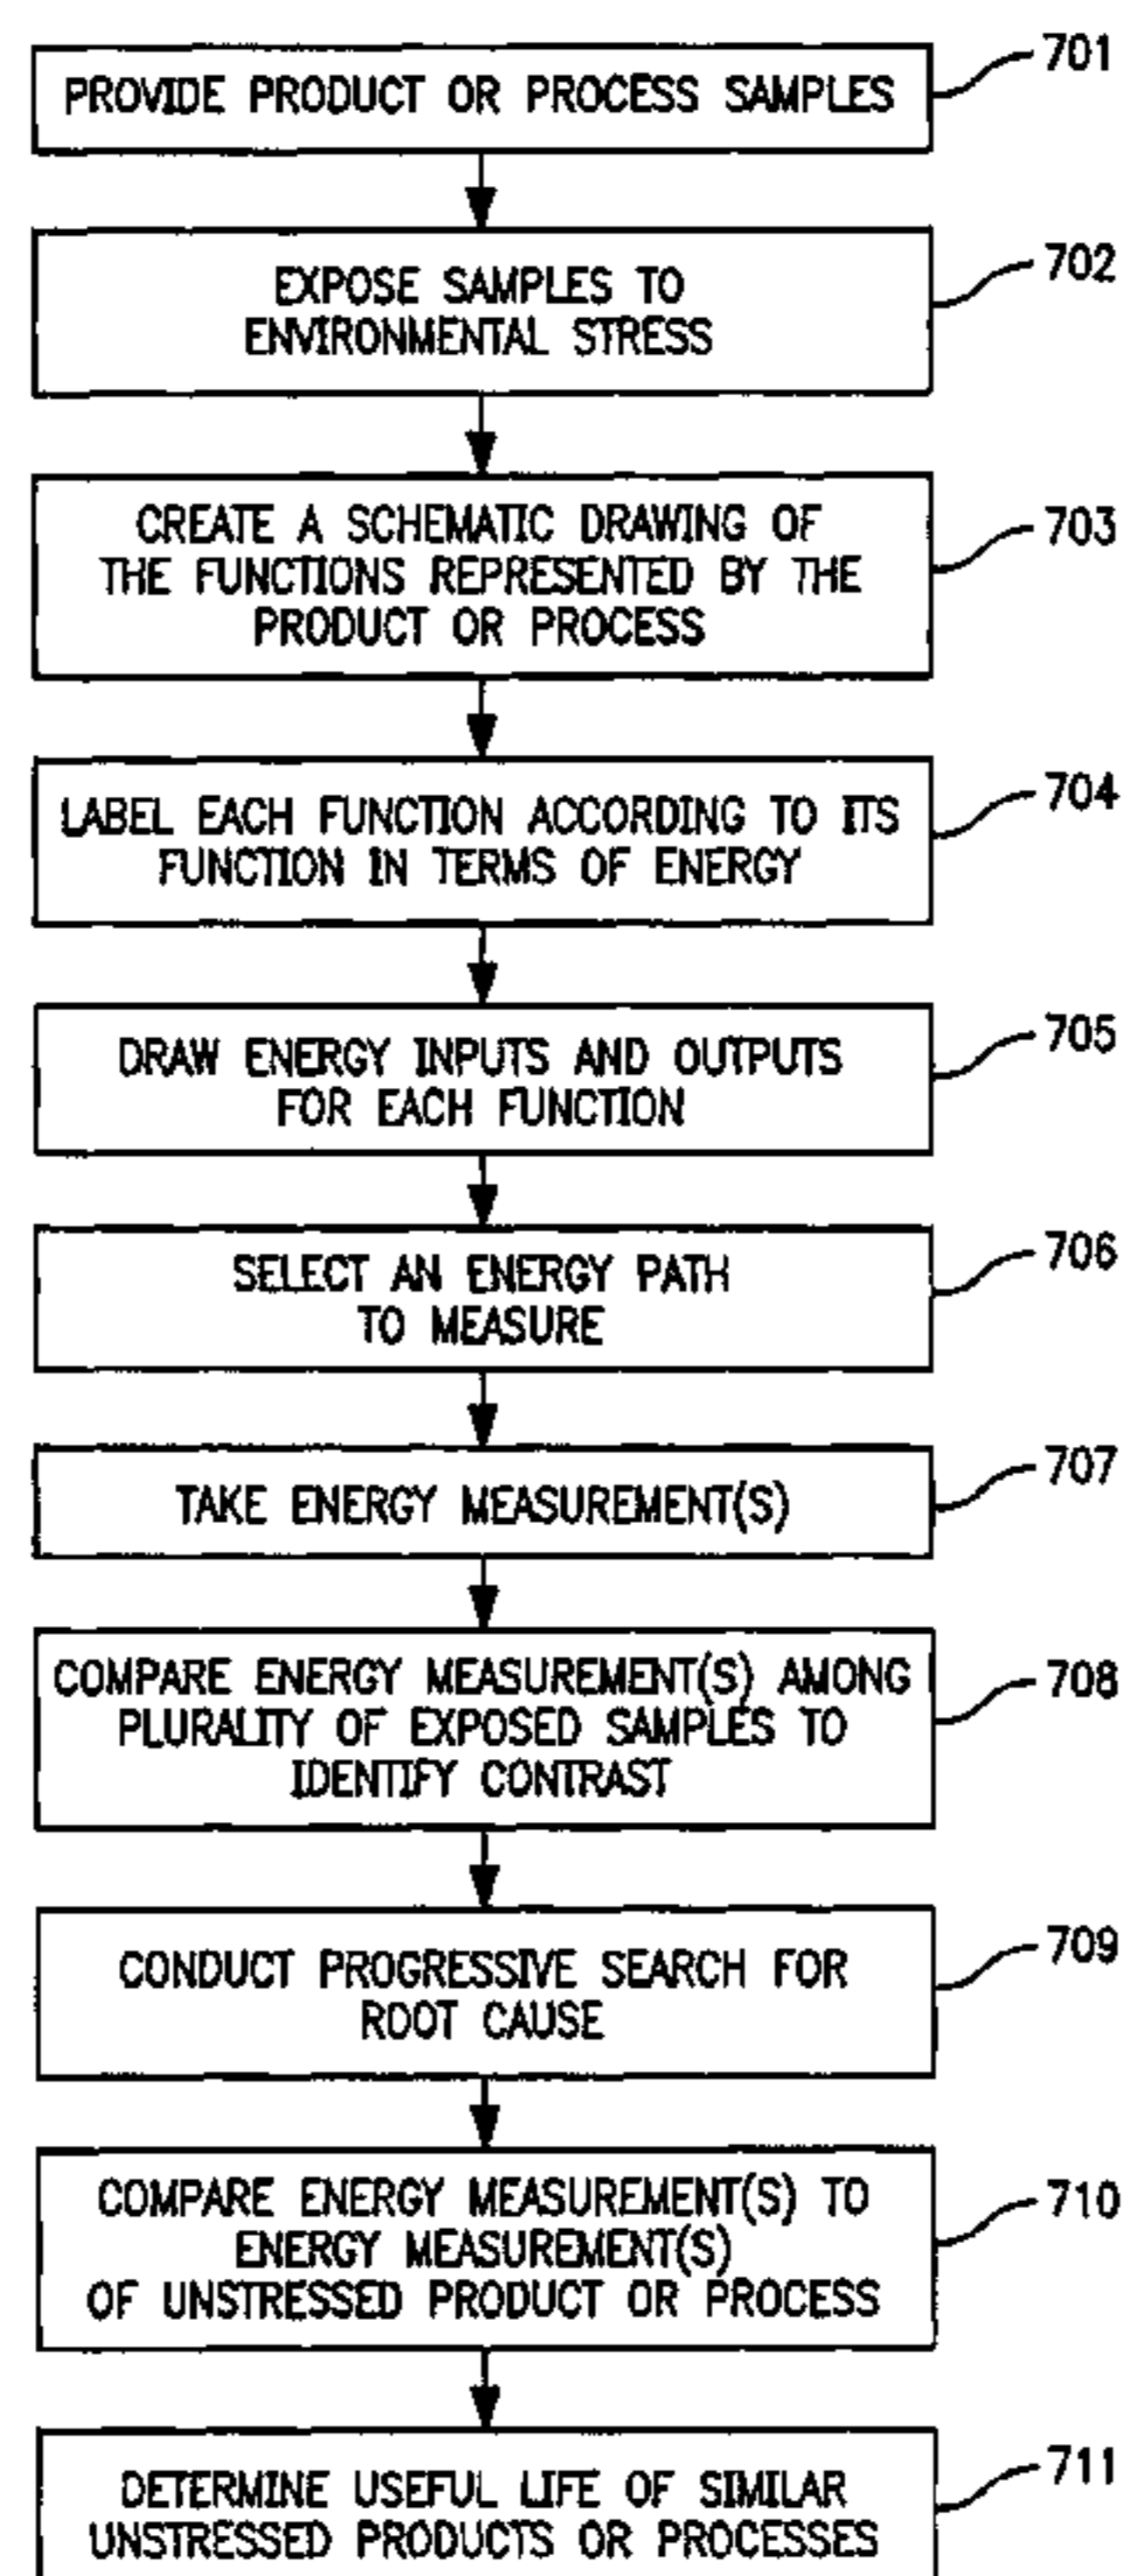 PROVIDE PRODUCT OR PROCESS SAMPLES
701
EXPOSE SAMPLES TO
ENVIRONMENTAL STRESS
702
CREATE A SCHEMATIC DRAWING OF
THE FUNCTIONS REPRESENTED BY THE
PRODUCT OR PROCESS
703
LABEL EACH FUNCTION ACCORDING TO ITS
FUNCTION IN TERMS OF ENERGY
704
DRAW ENERGY INPUTS AND OUTPUTS
FOR EACH FUNCTION
705
SELECT AN ENERGY PATH
TO MEASURE
706
TAKE ENERGY MEASUREMENT(S)
707
COMPARE ENERGY MEASUREMENT(S) AMONG
PLURALITY OF EXPOSED SAMPLES TO
IDENTIFY CONTRAST
708
CONDUCT PROGRESSIVE SEARCH FOR
ROOT CAUSE
709
COMPARE ENERGY MEASUREMENT(S) TO
ENERGY MEASUREMENT(S)
OF UNSTRESSED PRODUCT OR PROCESS
710
DETERMINE USEFUL LIFE OF SIMILAR
UNSTRESSED PRODUCTS OR PROCESSES
711